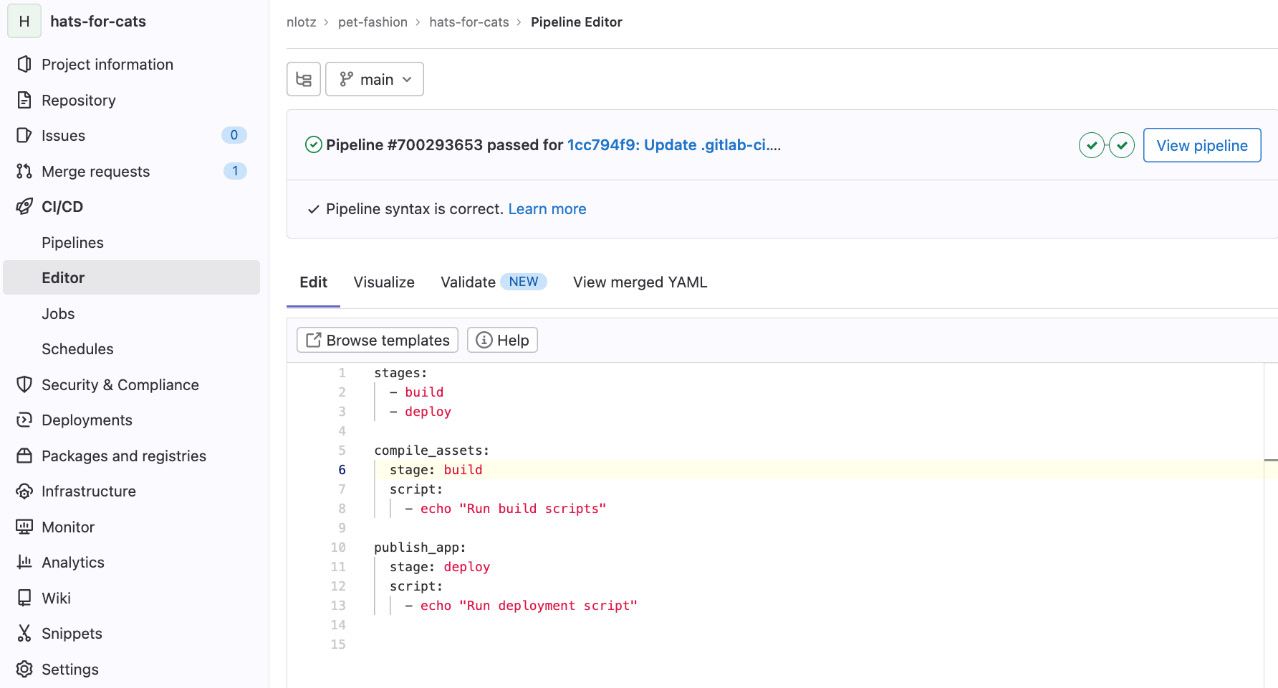 H hats-for-cats
Project information
Repository
Issues 0
Merge requests 1
CI/CD
Pipelines
Editor
Jobs
Schedules
Security & Compliance
Deployments
Packages and registries
Infrastructure
Monitor
Analytics
Wiki
Snippets
Settings
nlotz › pet-fashion › hats-for-cats › Pipeline Editor
main
Pipeline #700293653 passed for 1cc794f9: Update .gitlab-ci....
View pipeline
Pipeline syntax is correct. Learn more
Edit Visualize Validate NEW View merged YAML
Browse templates Help
1 stages:
2 - build
3 - deploy
4
5 compile_assets:
6 stage: build
7 script:
8 - echo "Run build scripts"
9
10 publish_app:
11 stage: deploy
12 script:
13 - echo "Run deployment script"
14
15